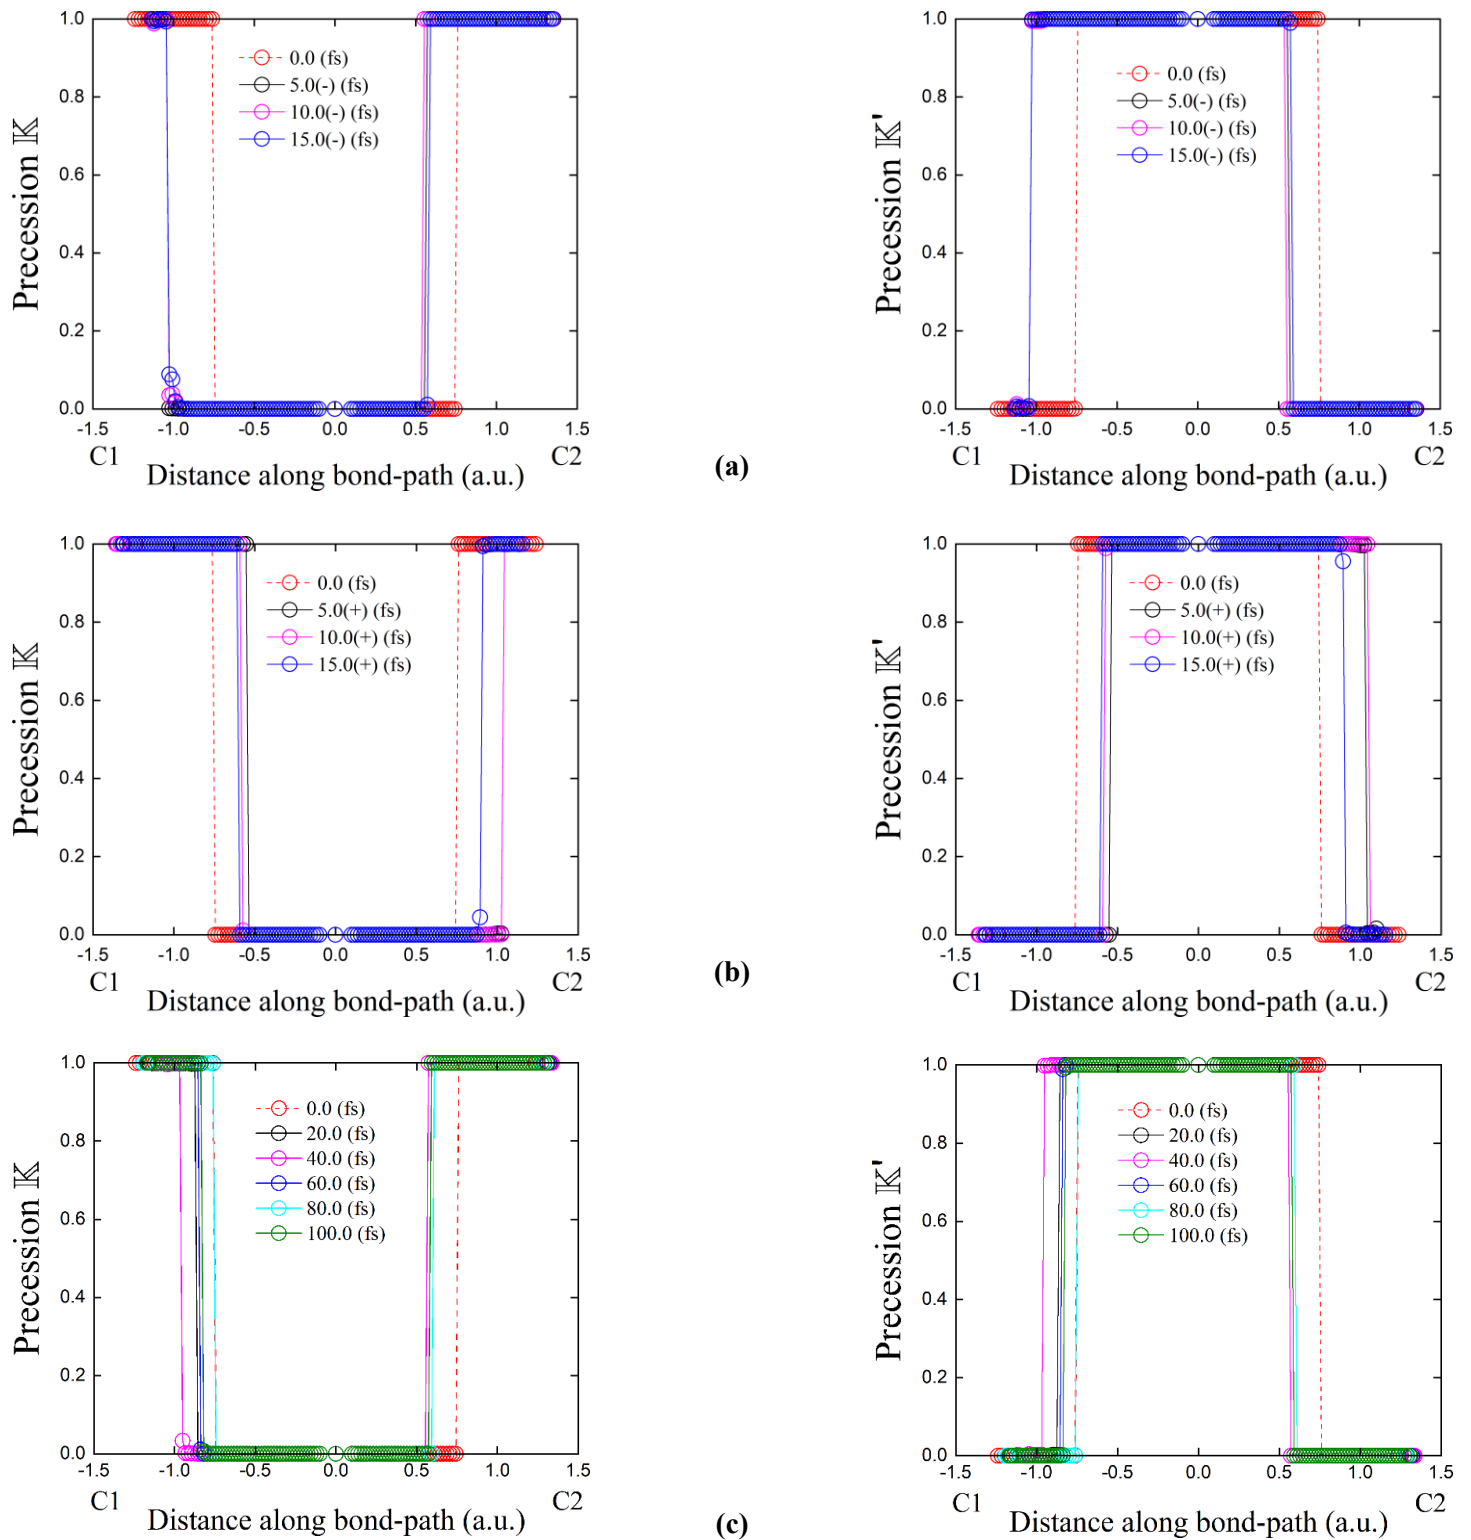 Precession 𝕂
1.0
0.8
0.6
0.4
0.2
0.0
-1.5 -1.0 -0.5 0.0 0.5 1.0 1.5
0.0 (fs)
5.0(-) (fs)
10.0(-) (fs)
15.0(-) (fs)
C1 C2
Distance along bond-path (a.u.)
Precession 𝕂'
1.0
0.8
0.6
0.4
0.2
0.0
-1.5 -1.0 -0.5 0.0 0.5 1.0 1.5
0.0 (fs)
5.0(-) (fs)
10.0(-) (fs)
15.0(-) (fs)
C1 C2
Distance along bond-path (a.u.)
(a)
Precession 𝕂
1.0
0.8
0.6
0.4
0.2
0.0
-1.5 -1.0 -0.5 0.0 0.5 1.0 1.5
0.0 (fs)
5.0(+) (fs)
10.0(+) (fs)
15.0(+) (fs)
C1 C2
Distance along bond-path (a.u.)
Precession 𝕂'
1.0
0.8
0.6
0.4
0.2
0.0
-1.5 -1.0 -0.5 0.0 0.5 1.0 1.5
0.0 (fs)
5.0(+) (fs)
10.0(+) (fs)
15.0(+) (fs)
C1 C2
Distance along bond-path (a.u.)
(b)
Precession 𝕂
1.0
0.8
0.6
0.4
0.2
0.0
-1.5 -1.0 -0.5 0.0 0.5 1.0 1.5
0.0 (fs)
20.0 (fs)
40.0 (fs)
60.0 (fs)
80.0 (fs)
100.0 (fs)
C1 C2
Distance along bond-path (a.u.)
Precession 𝕂'
1.0
0.8
0.6
0.4
0.2
0.0
-1.5 -1.0 -0.5 0.0 0.5 1.0 1.5
0.0 (fs)
20.0 (fs)
40.0 (fs)
60.0 (fs)
80.0 (fs)
100.0 (fs)
C1 C2
Distance along bond-path (a.u.)
(c)